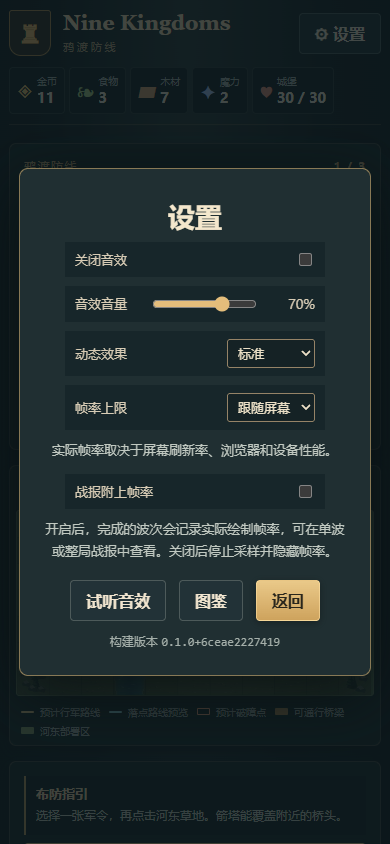 Nine Kingdoms
鸦渡防线
设置
金币
11
食物
3
木材
7
魔力
2
城堡
30 / 30
鸦渡防线
1 / 3
设置
关闭音效
音效音量
70%
动态效果
标准
帧率上限
跟随屏幕
实际帧率取决于屏幕刷新率、浏览器和设备性能。
战报附上帧率
开启后，完成的波次会记录实际绘制帧率，可在单波
或整局战报中查看。关闭后停止采样并隐藏帧率。
试听音效
图鉴
返回
构建版本 0.1.0+6ceae2227419
预计行军路线
落点路线预览
预计破障点
可通行桥梁
河东部署区
布防指引
选择一张军令，再点击河东草地。箭塔能覆盖附近的桥头。